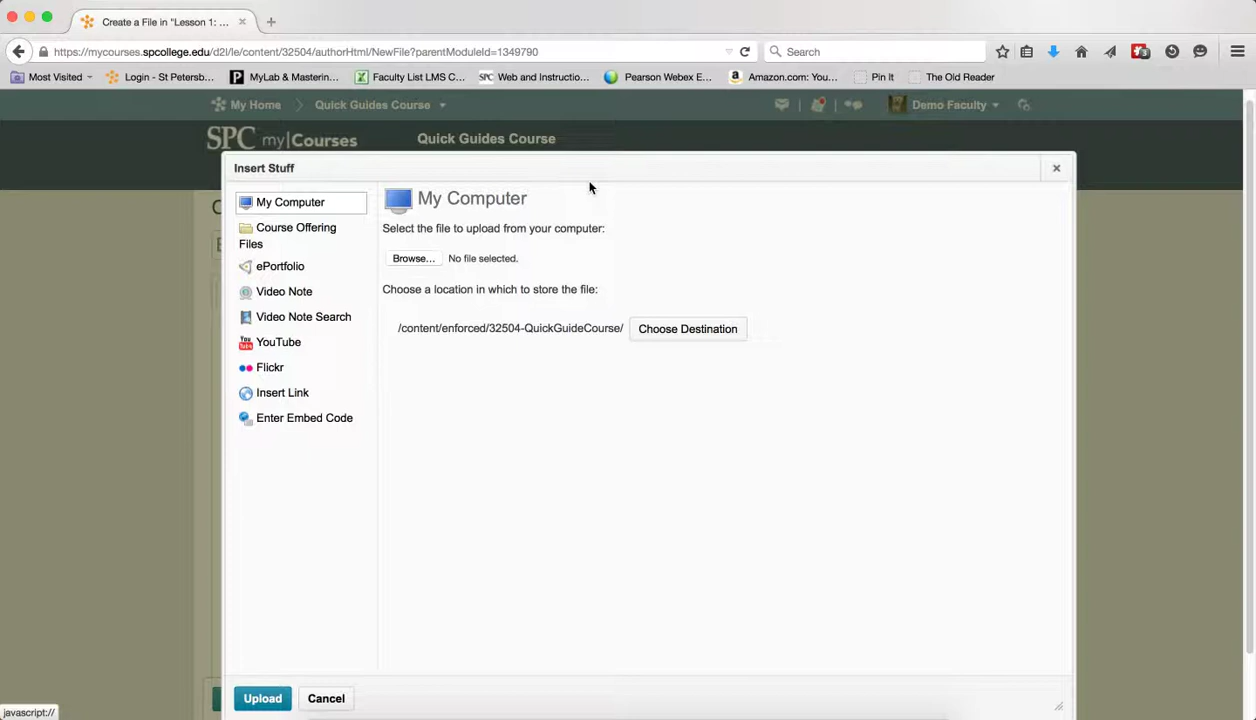 Create a File in "Lesson 1: ...
https://mycourses.spcollege.edu/d2l/le/content/32504/authorHtml/NewFile?parentModuleId=1349790
Search
Most Visited
Login - St Petersb...
MyLab & Masterin...
Faculty List LMS C...
SPC Web and Instructio...
Pearson Webex E...
Amazon.com: You...
Pin It
The Old Reader
My Home
Quick Guides Course
Demo Faculty
SPC my|Courses
Quick Guides Course
Insert Stuff
My Computer
Course Offering
Files
ePortfolio
Video Note
Video Note Search
YouTube
Flickr
Insert Link
Enter Embed Code
My Computer
Select the file to upload from your computer:
Browse... No file selected.
Choose a location in which to store the file:
/content/enforced/32504-QuickGuideCourse/ Choose Destination
Upload
Cancel
javascript://